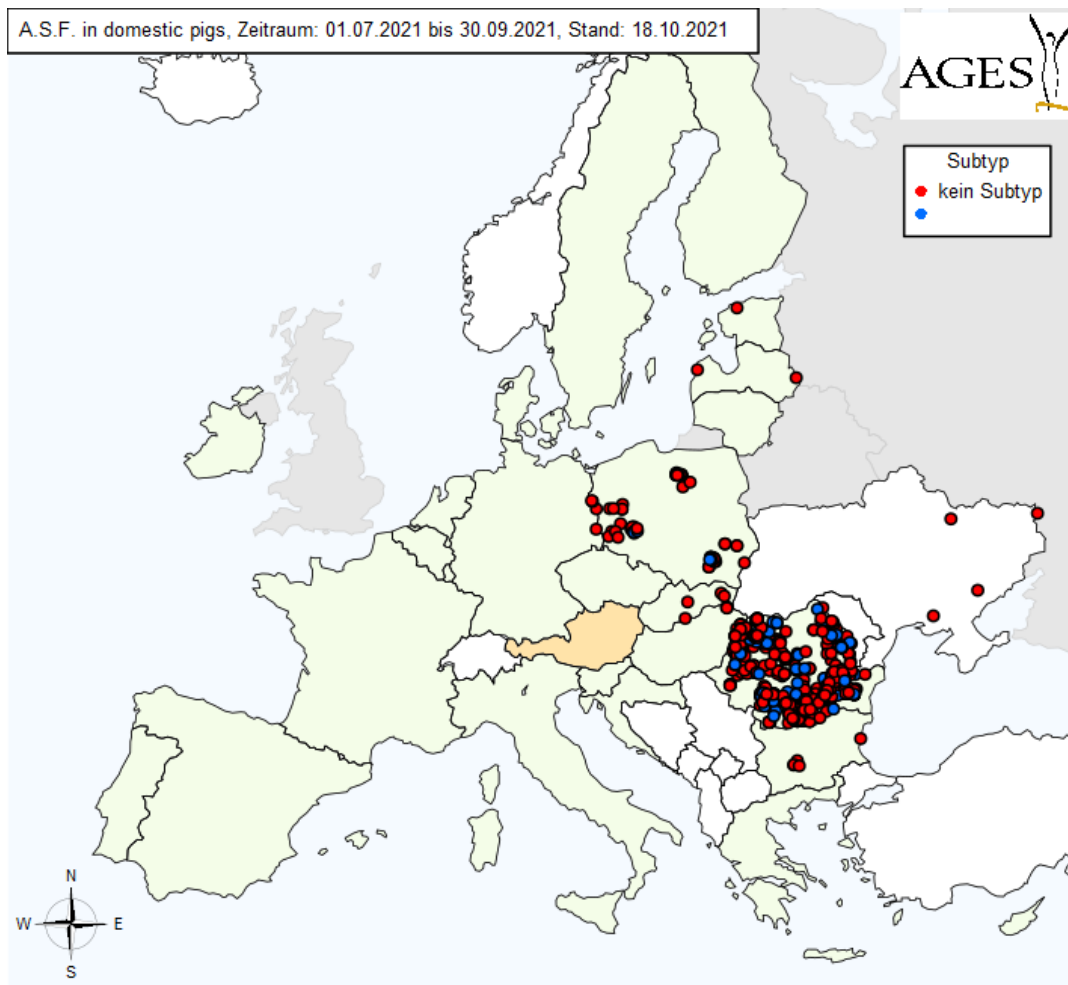 A.S.F. in domestic pigs, Zeitraum: 01.07.2021 bis 30.09.2021, Stand: 18.10.2021
AGES
Subtyp
kein Subtyp
N
W E
S